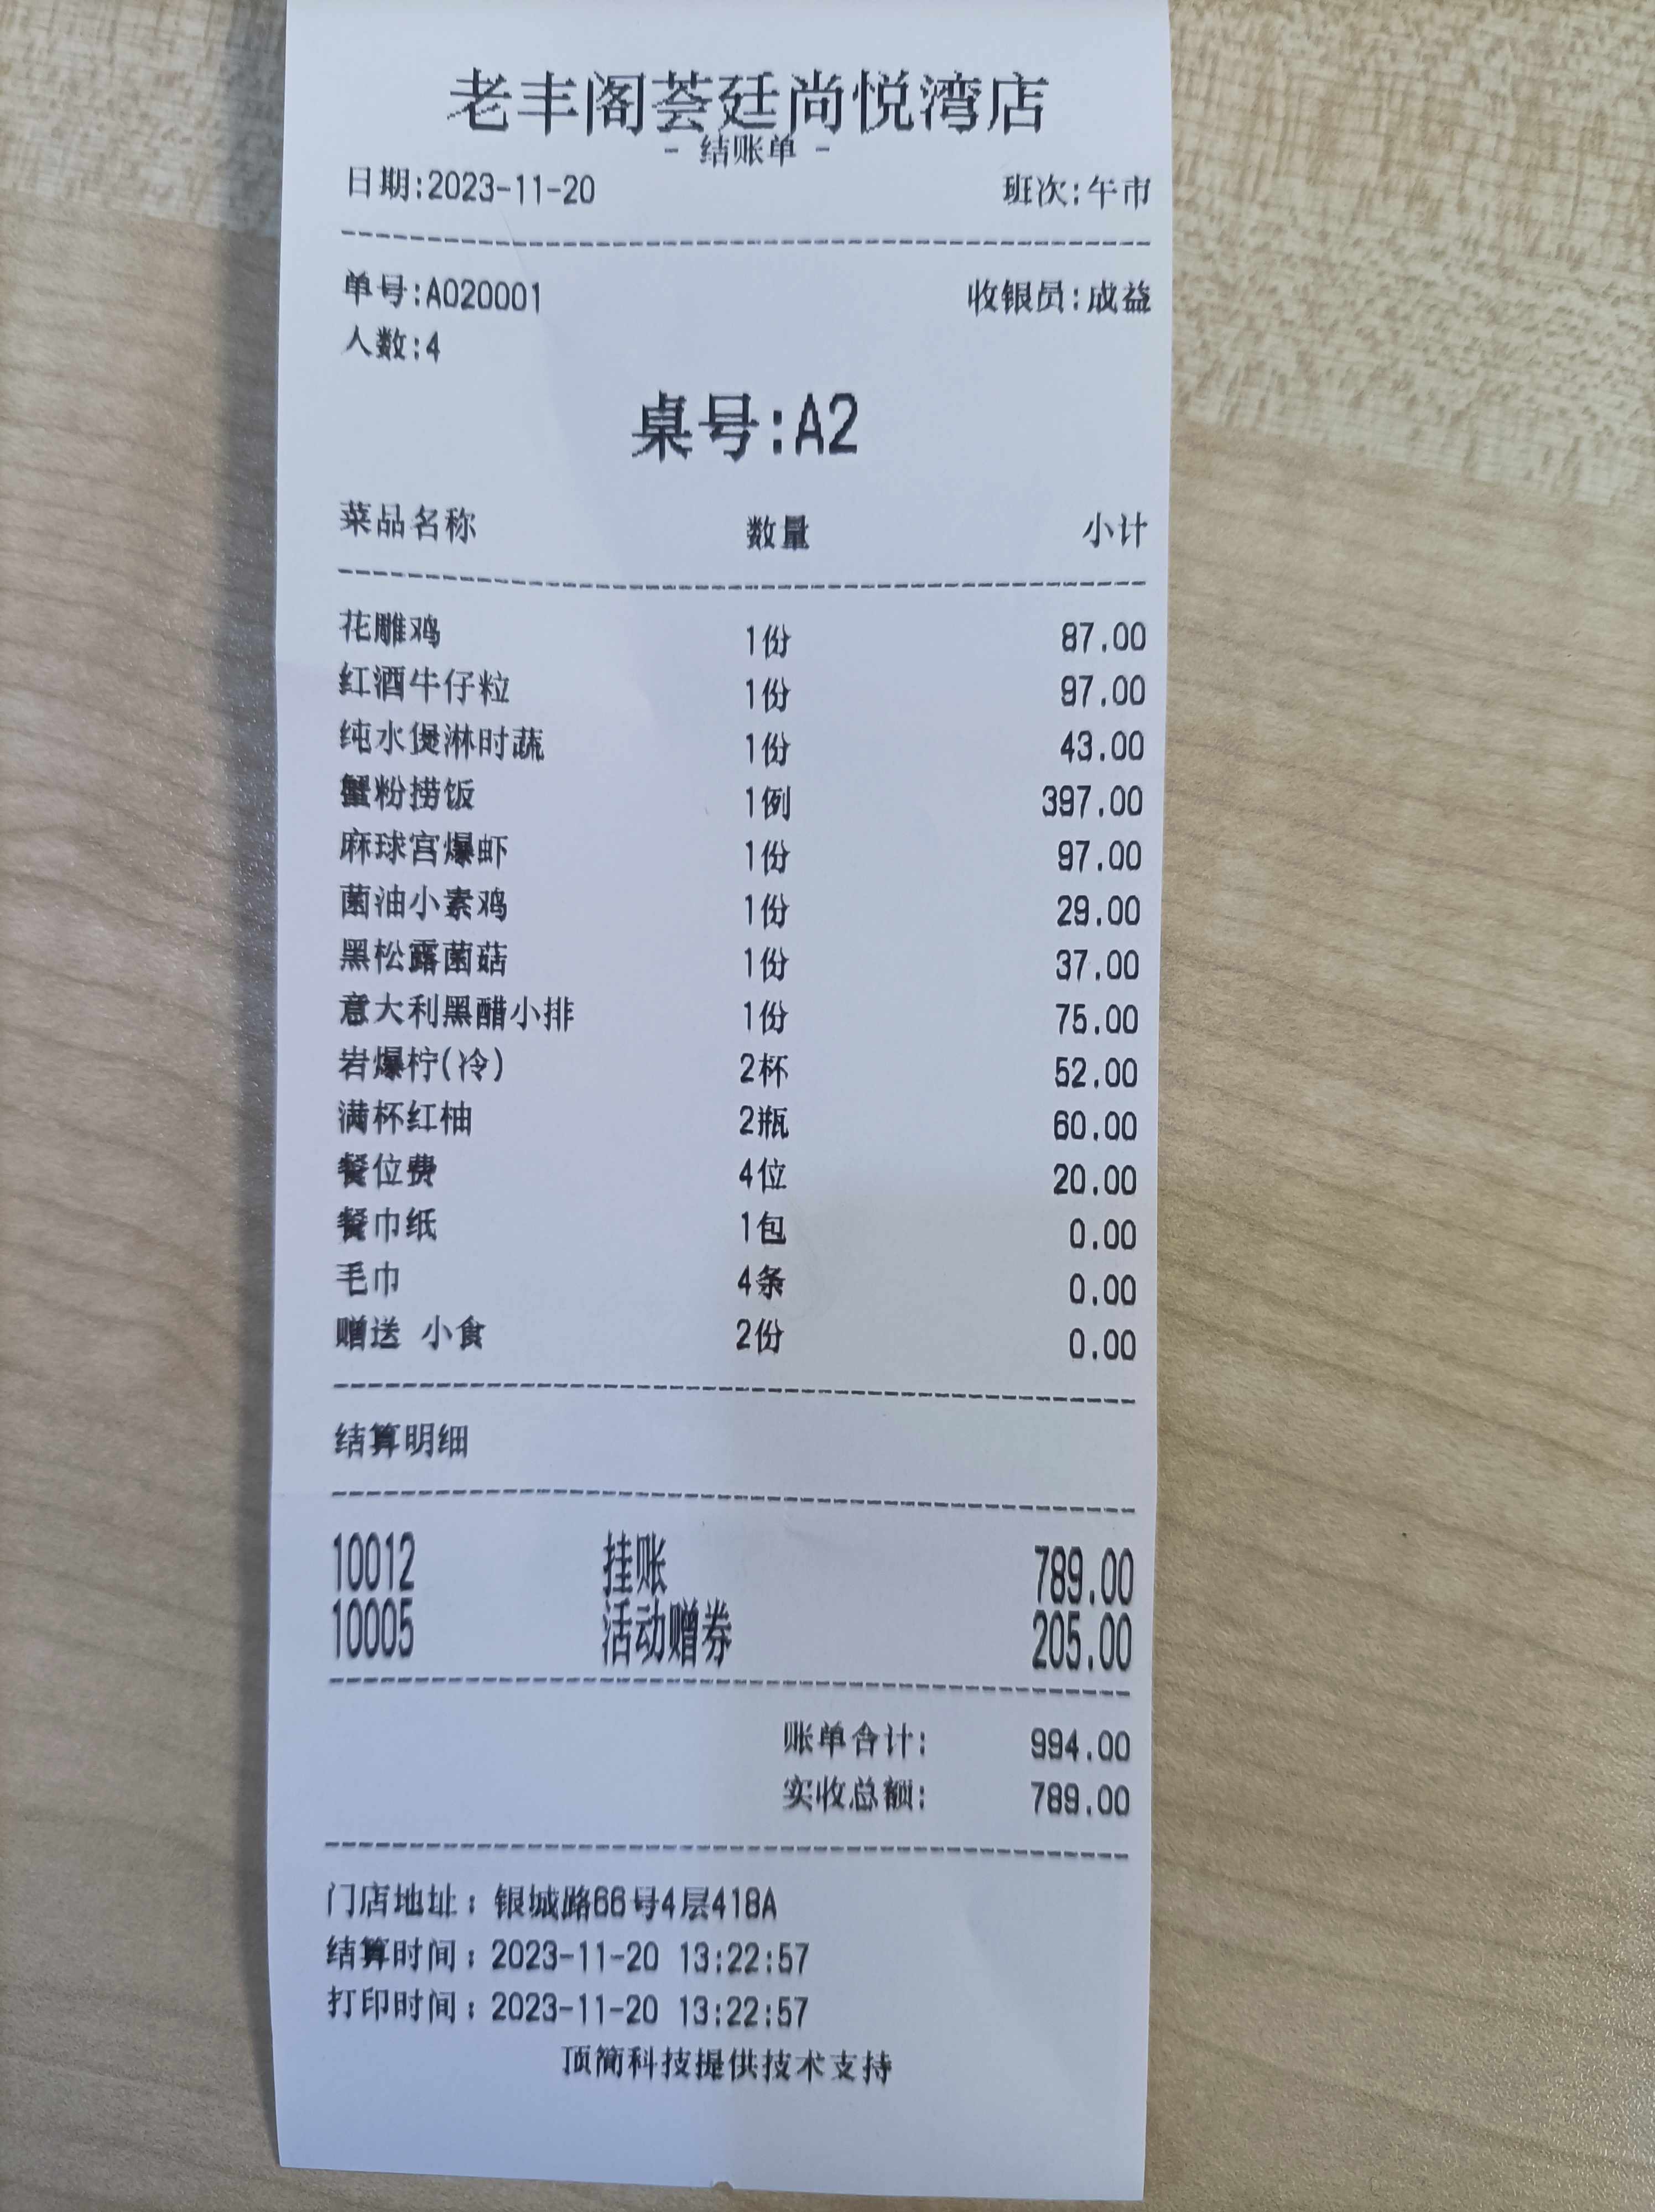 老丰阁荟廷尚悦湾店
- 结账单 -
日期:2023-11-20 班次:午市
单号:A020001 收银员:成益
人数:4
桌号:A2
菜品名称 数量 小计
花雕鸡 1份 87.00
红酒牛仔粒 1份 97.00
纯水煲淋时蔬 1份 43.00
蟹粉捞饭 1例 397.00
麻球宫爆虾 1份 97.00
菌油小素鸡 1份 29.00
黑松露菌菇 1份 37.00
意大利黑醋小排 1份 75.00
岩爆柠(冷) 2杯 52.00
满杯红柚 2瓶 60.00
餐位费 4位 20.00
餐巾纸 1包 0.00
毛巾 4条 0.00
赠送 小食 2份 0.00
结算明细
10012 挂账 789.00
10005 活动赠券 205.00
账单合计: 994.00
实收总额: 789.00
门店地址：银城路66号4层418A
结算时间：2023-11-20 13:22:57
打印时间：2023-11-20 13:22:57
顶简科技提供技术支持